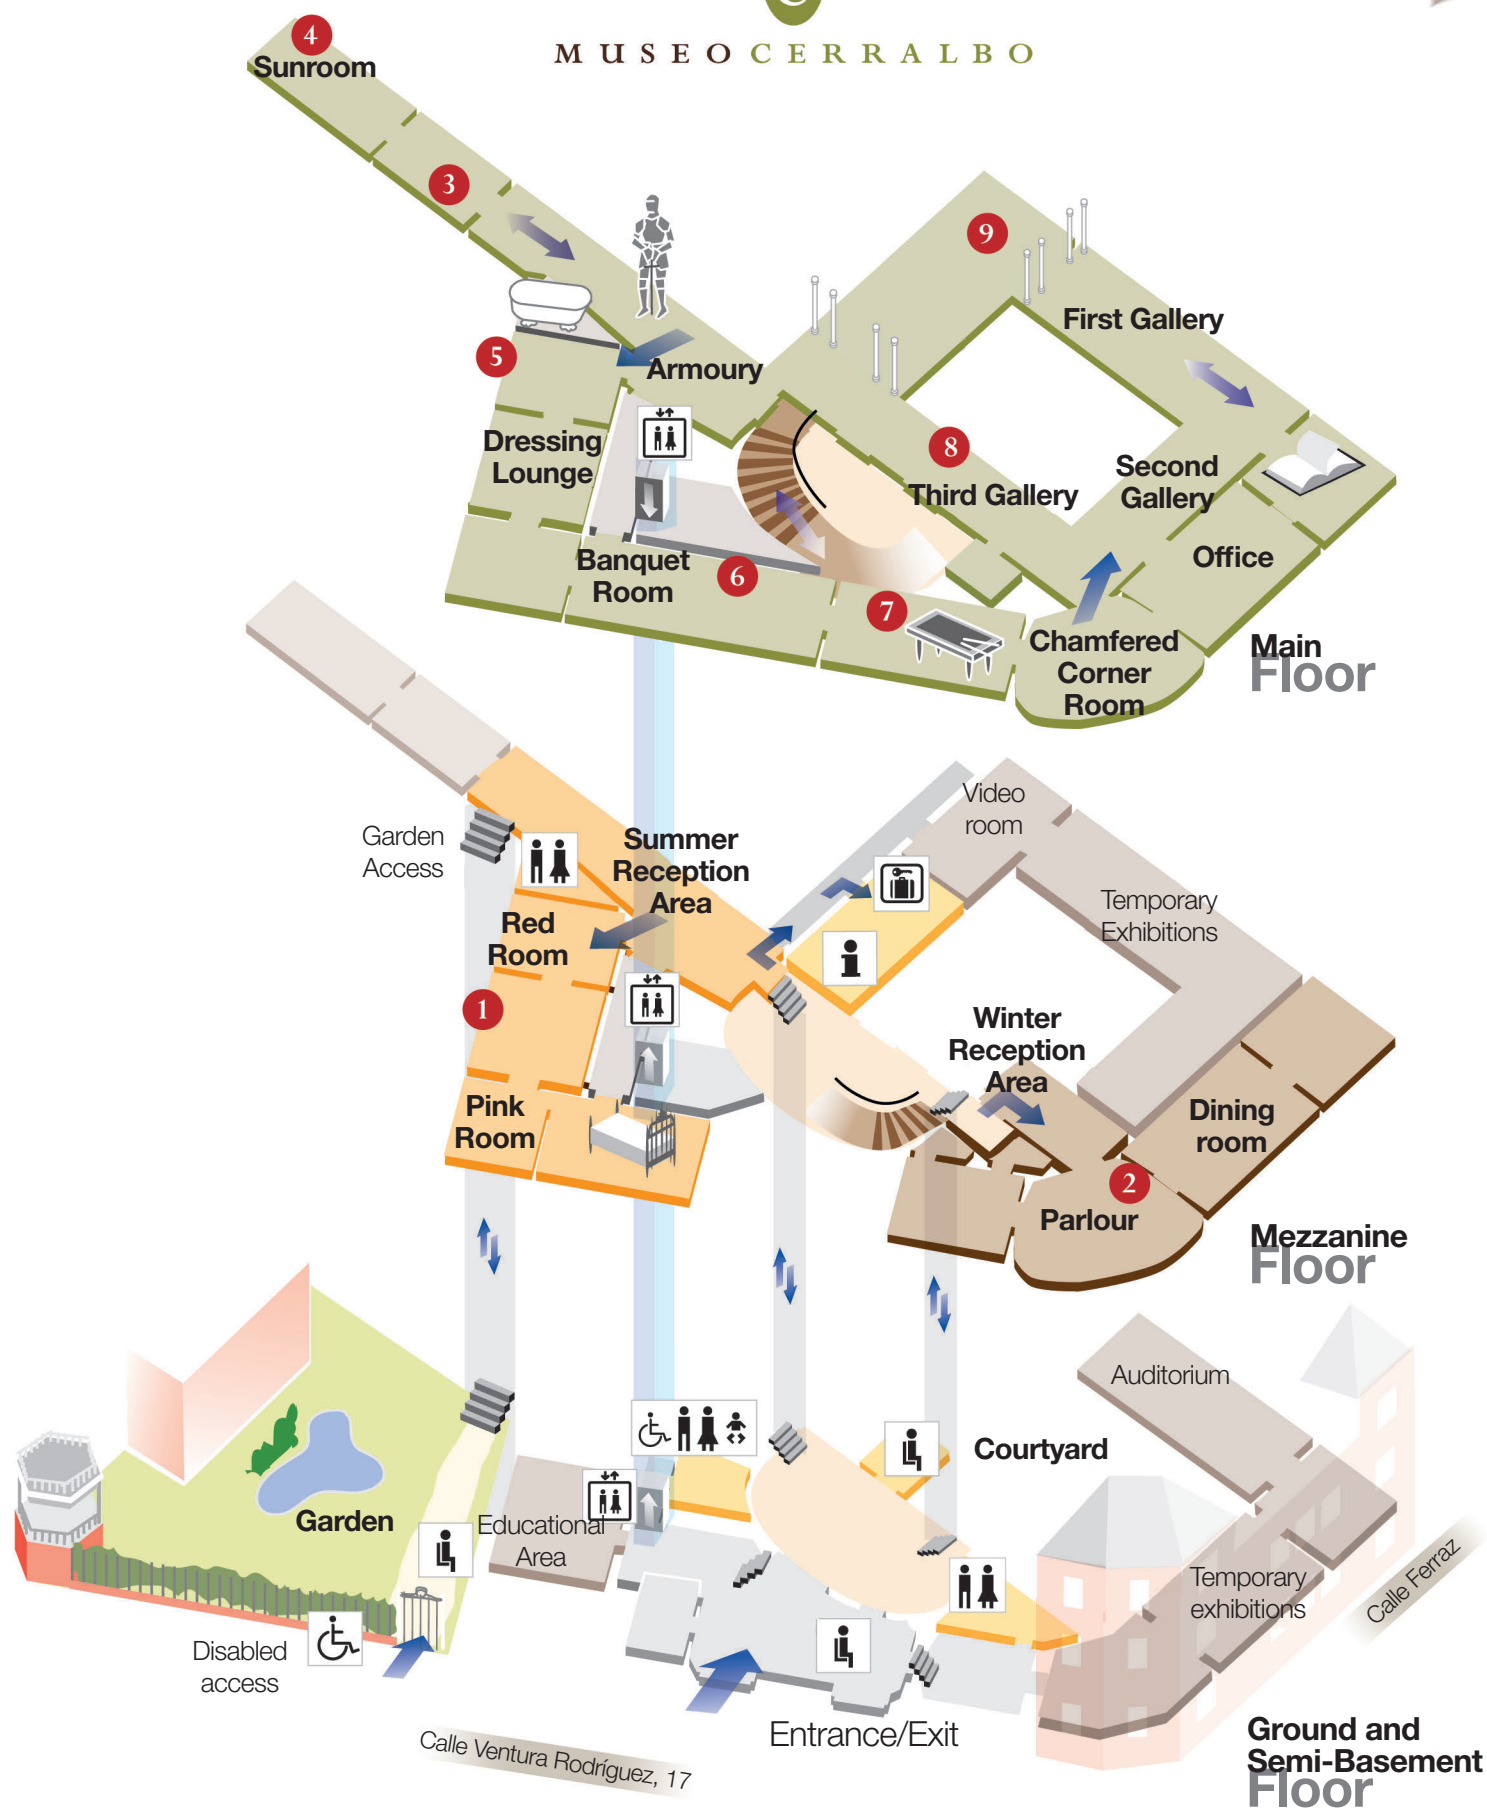 MUSEOCERRALBO
4
Sunroom
3
9
First Gallery
5
Armoury
Dressing
Lounge
8
Third Gallery
Second
Gallery
Office
Banquet
Room
6
7
Chamfered
Corner
Room
Main
Floor
Garden
Access
Summer
Reception
Area
Video
room
Temporary
Exhibitions
Red
Room
1
Winter
Reception
Area
Pink
Room
Dining
room
2
Parlour
Mezzanine
Floor
Auditorium
Courtyard
Garden
Educational
Area
Temporary
exhibitions
Calle Ferraz
Disabled
access
Entrance/Exit
Calle Ventura Rodríguez, 17
Ground and
Semi-Basement
Floor